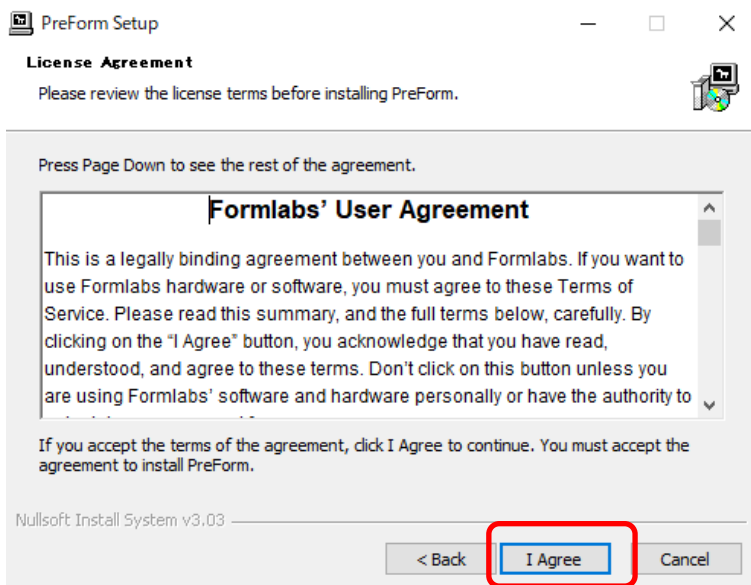 PreForm Setup
License Agreement
Please review the license terms before installing PreForm.
Press Page Down to see the rest of the agreement.
Formlabs’ User Agreement
This is a legally binding agreement between you and Formlabs. If you want to
use Formlabs hardware or software, you must agree to these Terms of
Service. Please read this summary, and the full terms below, carefully. By
clicking on the “I Agree” button, you acknowledge that you have read,
understood, and agree to these terms. Don’t click on this button unless you
are using Formlabs’ software and hardware personally or have the authority to
If you accept the terms of the agreement, click I Agree to continue. You must accept the
agreement to install PreForm.
Nullsoft Install System v3.03
< Back
I Agree
Cancel